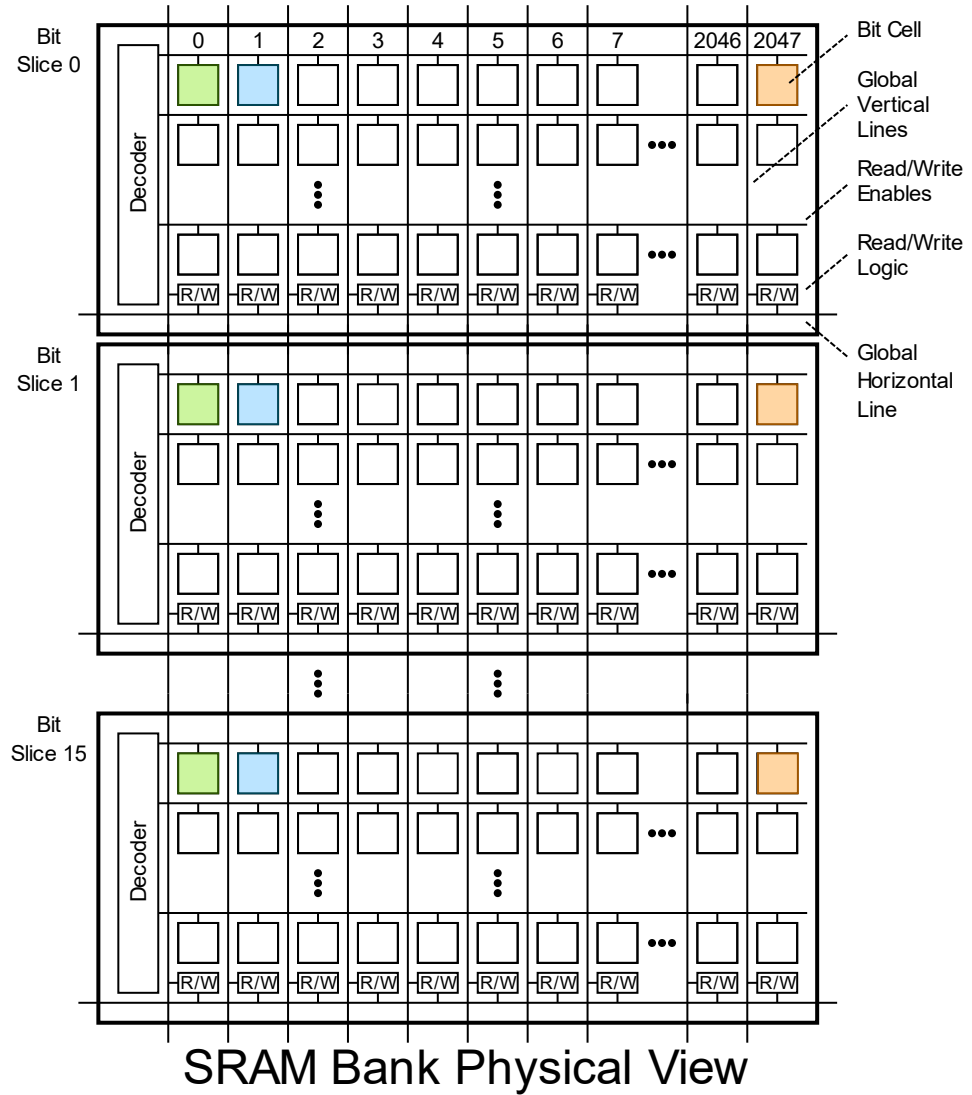 Bit
Slice 0
Decoder
0 1 2 3 4 5 6 7 2046 2047
R/W R/W R/W R/W R/W R/W R/W R/W R/W R/W
Bit Cell
Global
Vertical
Lines
Read/Write
Enables
Read/Write
Logic
Global
Horizontal
Line
Bit
Slice 1
Decoder
R/W R/W R/W R/W R/W R/W R/W R/W R/W R/W
Bit
Slice 15
Decoder
R/W R/W R/W R/W R/W R/W R/W R/W R/W R/W
SRAM Bank Physical View